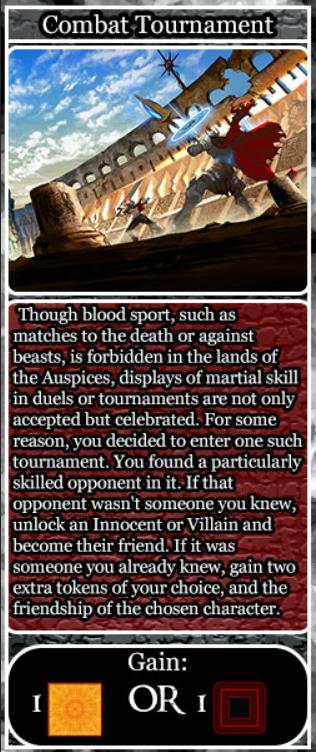 Combat Tournament
Though blood sport, such as
matches to the death or against
beasts, is forbidden in the lands of
the Auspices, displays of martial skill
in duels or tournaments are not only
accepted but celebrated. For some
reason, you decided to enter one such
tournament. You found a particularly
skilled opponent in it. If that
opponent wasn't someone you knew,
unlock an Innocent or Villain and
become their friend. If it was
someone you already knew, gain two
extra tokens of your choice, and the
friendship of the chosen character.
Gain:
1 OR 1